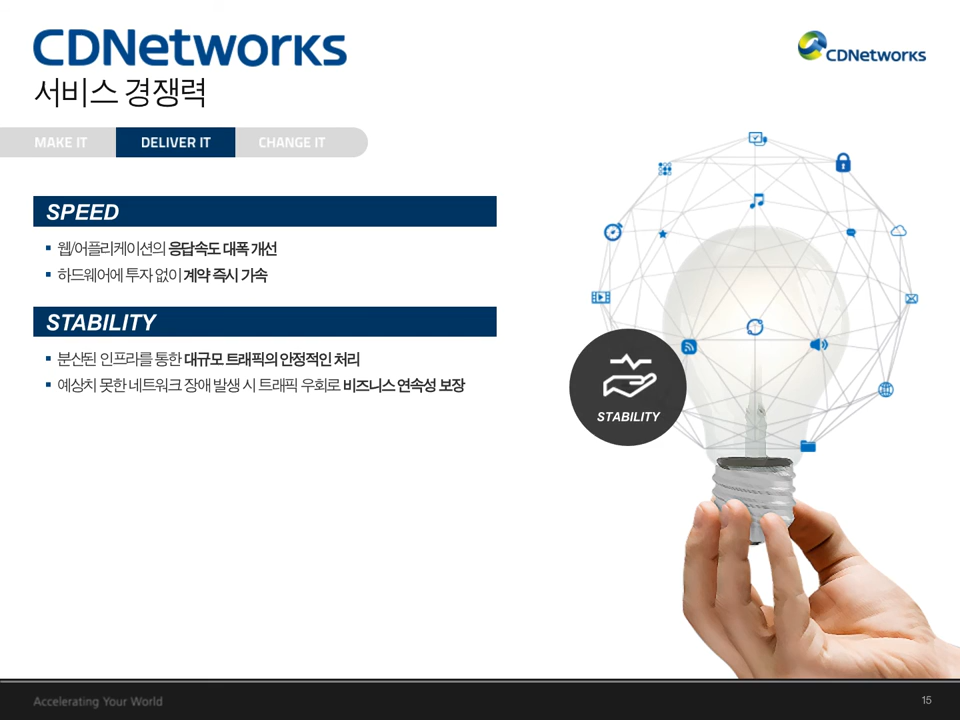 CDNetworks
CDNetworks
서비스 경쟁력
MAKE IT
DELIVER IT
CHANGE IT
SPEED
웹/어플리케이션의 응답속도 대폭 개선
하드웨어에 투자 없이 계약 즉시 가속
STABILITY
분산된 인프라를 통한 대규모 트래픽의 안정적인 처리
예상치 못한 네트워크 장애 발생 시 트래픽 우회로 비즈니스 연속성 보장
STABILITY
Accelerating Your World
15